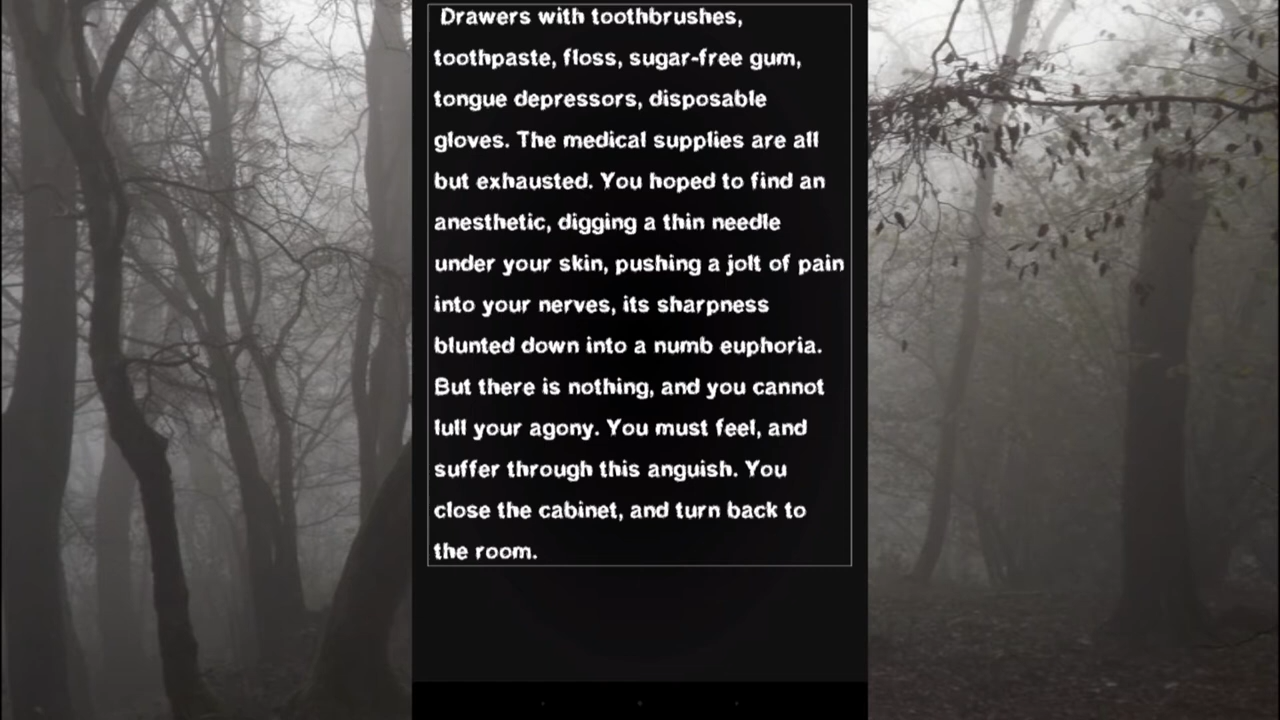 Drawers with toothbrushes,
toothpaste, floss, sugar-free gum,
tongue depressors, disposable
gloves. The medical supplies are all
but exhausted. You hoped to find an
anesthetic, digging a thin needle
under your skin, pushing a jolt of pain
into your nerves, its sharpness
blunted down into a numb euphoria.
But there is nothing, and you cannot
lull your agony. You must feel, and
suffer through this anguish. You
close the cabinet, and turn back to
the room.